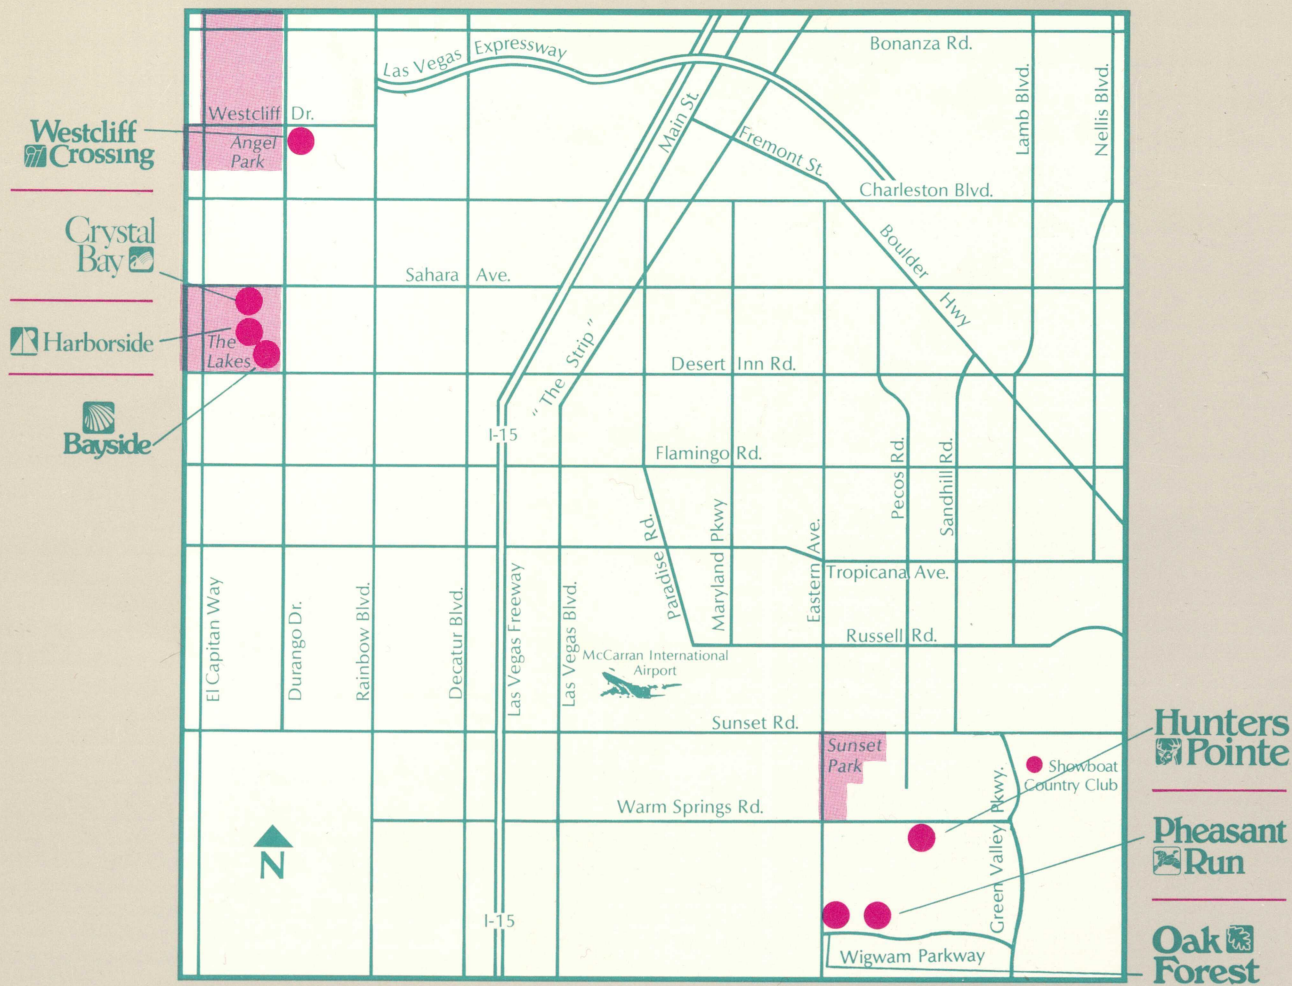 Bonanza Rd.
Las Vegas Expressway
Lamb Blvd.
Nellis Blvd.
Westcliff Dr.
Westcliff
Crossing
Angel
Park
Main St.
Fremont St.
Charleston Blvd.
Crystal
Bay
Boulder Hwy
Sahara Ave.
Harborside
The
Lakes
"The Strip"
Desert Inn Rd.
Bayside
I-15
Flamingo Rd.
Pecos Rd.
Sandhill Rd.
Paradise Rd.
Maryland Pkwy
Eastern Ave.
Tropicana Ave.
El Capitan Way
Durango Dr.
Rainbow Blvd.
Decatur Blvd.
Las Vegas Freeway
Las Vegas Blvd.
Russell Rd.
McCarran International
Airport
Sunset Rd.
Hunters
Pointe
Sunset
Park
Showboat
Country Club
Green Valley Pkwy.
Warm Springs Rd.
Pheasant
Run
N
I-15
Wigwam Parkway
Oak
Forest